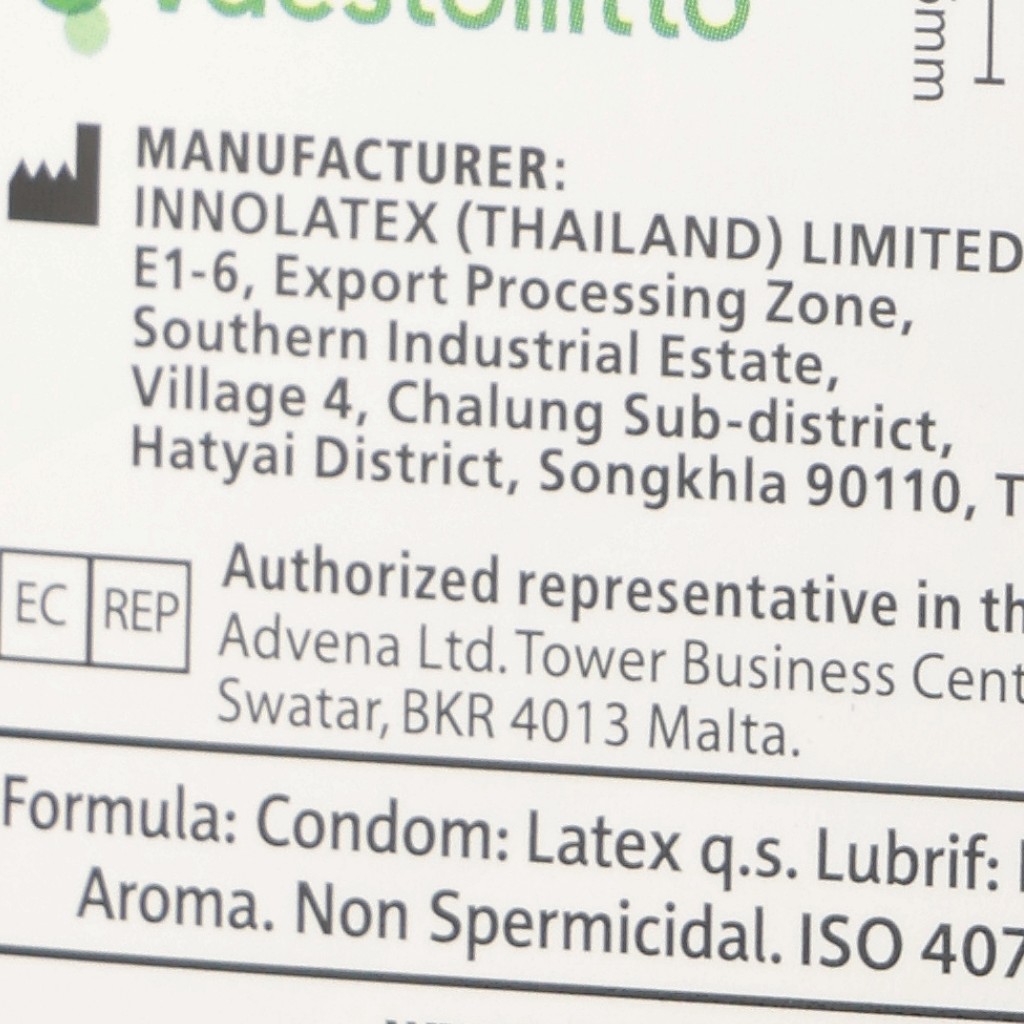 MANUFACTURER:
INNOLATEX (THAILAND) LIMITED
E1-6, Export Processing Zone,
Southern Industrial Estate,
Village 4, Chalung Sub-district,
Hatyai District, Songkhla 90110, T
EC REP
Authorized representative in th
Advena Ltd. Tower Business Cent
Swatar, BKR 4013 Malta.
Formula: Condom: Latex q.s. Lubrif:
Aroma. Non Spermicidal. ISO 407